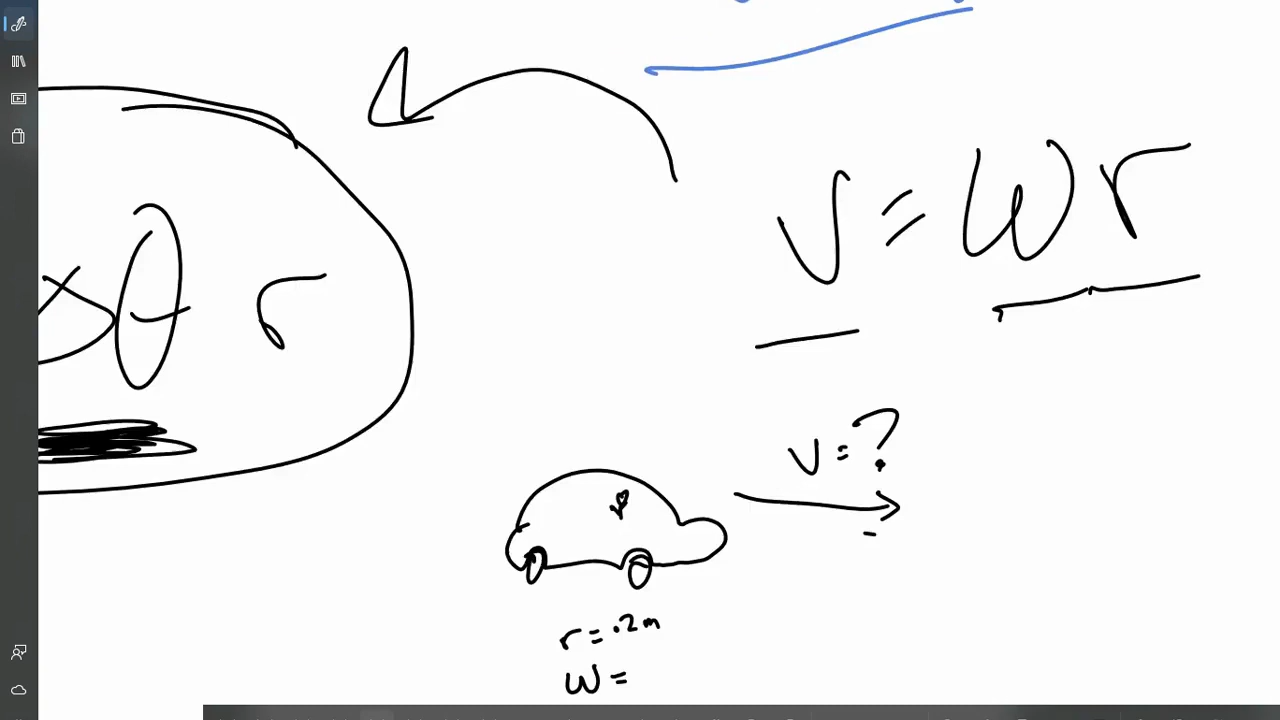 v = ωr
θ r
v = ?
r = .2m
ω =